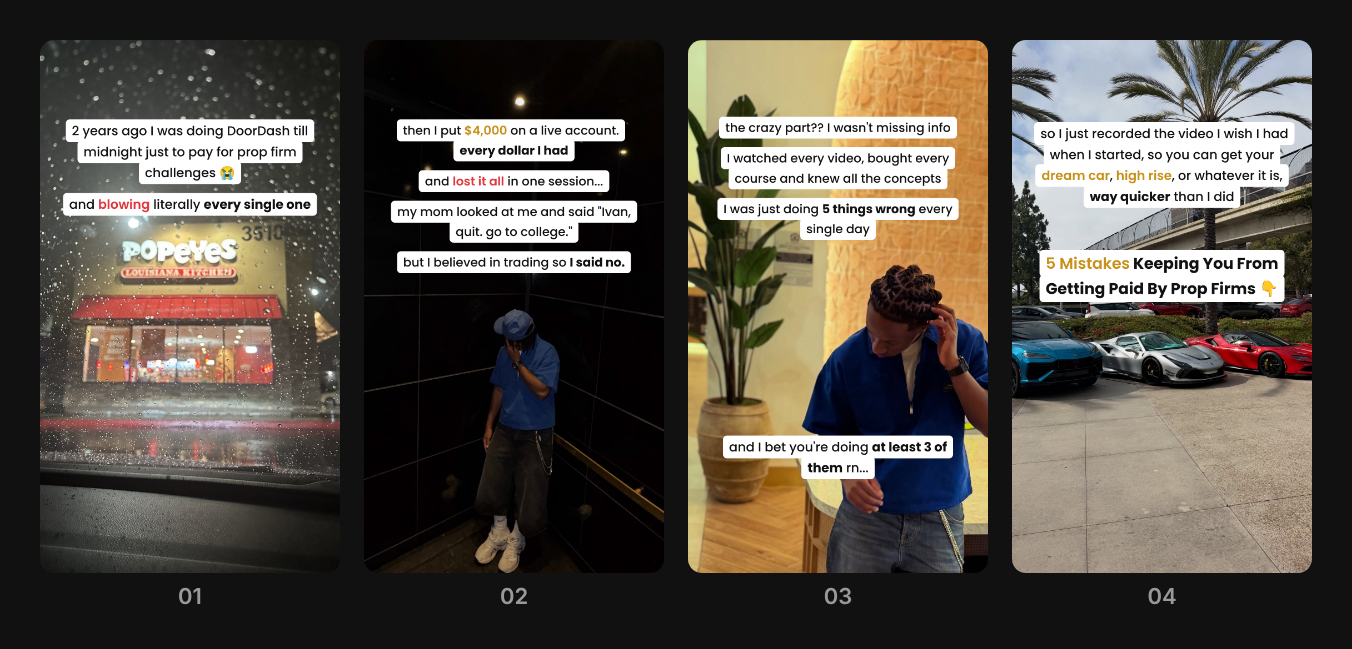 2 years ago I was doing DoorDash till
midnight just to pay for prop firm
challenges 😭
and blowing literally every single one
3510
POPEYES
LOUISIANA KITCHEN
01
then I put $4,000 on a live account.
every dollar I had
and lost it all in one session...
my mom looked at me and said "Ivan,
quit. go to college."
but I believed in trading so I said no.
02
the crazy part?? I wasn't missing info
I watched every video, bought every
course and knew all the concepts
I was just doing 5 things wrong every
single day
and I bet you're doing at least 3 of
them rn...
03
so I just recorded the video I wish I had
when I started, so you can get your
dream car, high rise, or whatever it is,
way quicker than I did
5 Mistakes Keeping You From
Getting Paid By Prop Firms 👇
04